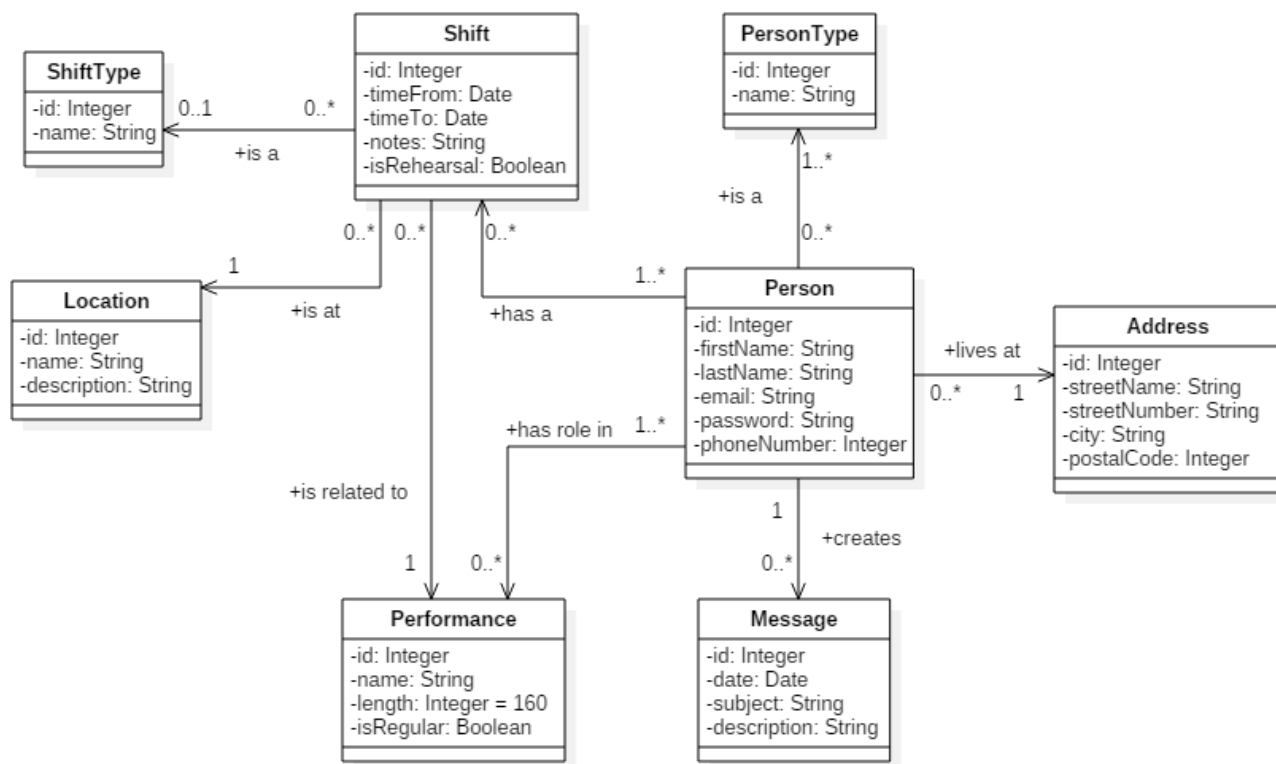 Shift
-id: Integer
-timeFrom: Date
-timeTo: Date
-notes: String
-isRehearsal: Boolean
PersonType
-id: Integer
-name: String
ShiftType
-id: Integer
-name: String
0..1
0..*
+is a
1..*
+is a
0..*
0..*
0..*
0..*
1
+is at
1..*
+has a
Location
-id: Integer
-name: String
-description: String
Person
-id: Integer
-firstName: String
-lastName: String
-email: String
-password: String
-phoneNumber: Integer
+lives at
0..*
1
Address
-id: Integer
-streetName: String
-streetNumber: String
-city: String
-postalCode: Integer
+has role in
1..*
+is related to
1
0..*
1
+creates
0..*
Performance
-id: Integer
-name: String
-length: Integer = 160
-isRegular: Boolean
Message
-id: Integer
-date: Date
-subject: String
-description: String